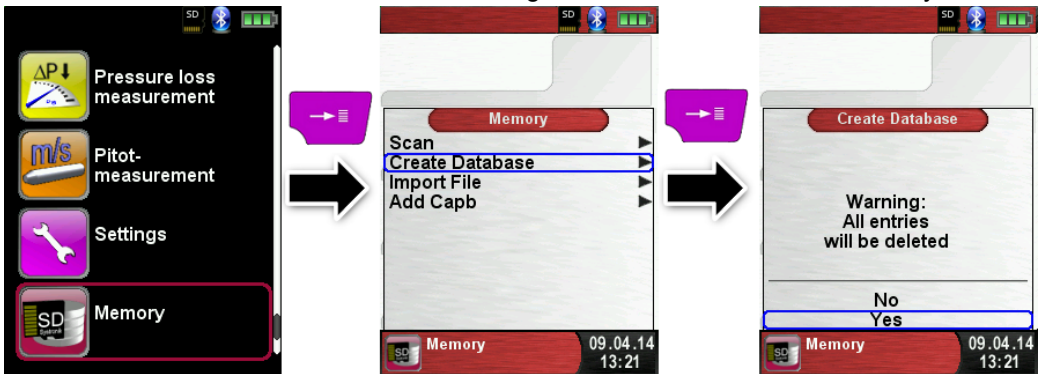 SD
ΔP↓
Pressure loss
measurement
m/s
Pitot-
measurement
Settings
SD
Systronik
Memory
SD
Memory
Scan
Create Database
Import File
Add Capb
SD
Memory
09.04.14
13:21
SD
Create Database
Warning:
All entries
will be deleted
No
Yes
SD
Memory
09.04.14
13:21